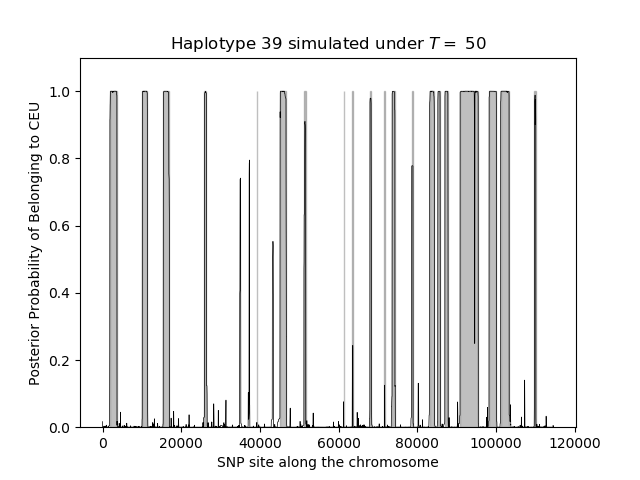 Haplotype 39 simulated under T = 50
Posterior Probability of Belonging to CEU
1.0
0.8
0.6
0.4
0.2
0.0
0 20000 40000 60000 80000 100000 120000
SNP site along the chromosome